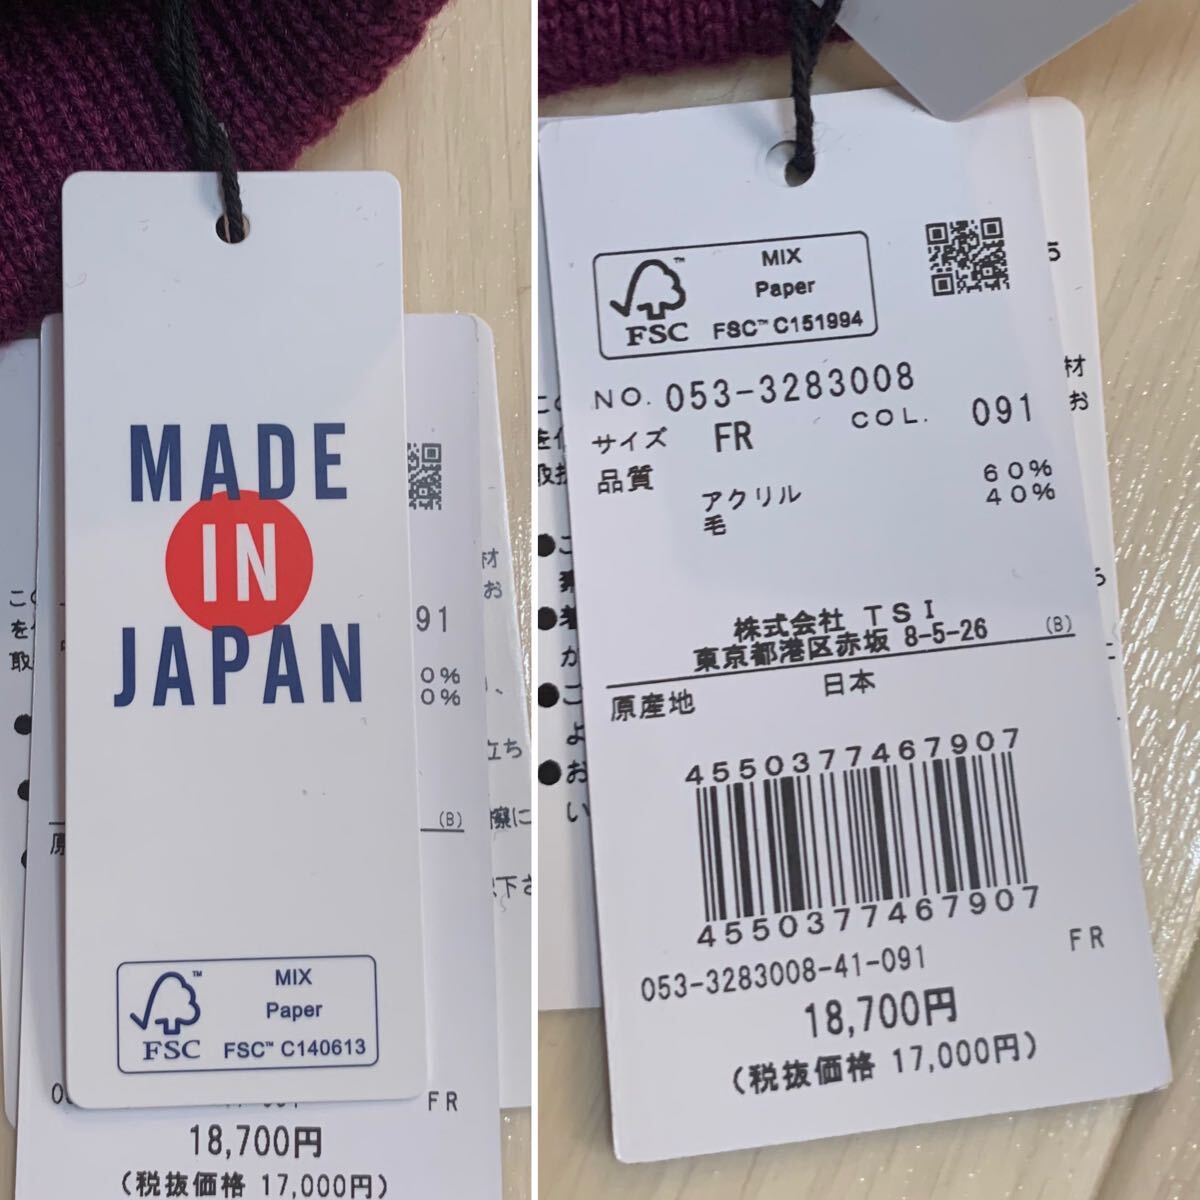 MADE
IN
JAPAN
FSC™
MIX
Paper
FSC™ C140613
91
0%
0%
(B)
FR
18,700円
(税抜価格 17,000円)
FSC™
MIX
Paper
FSC™ C151994
NO. 053-3283008
サイズ FR COL. 091
品質
アクリル 60%
毛 40%
株式会社 TSI
東京都港区赤坂 8-5-26 (B)
原産地 日本
4550377467907
4550377467907
053-3283008-41-091 FR
18,700円
(税抜価格 17,000円)